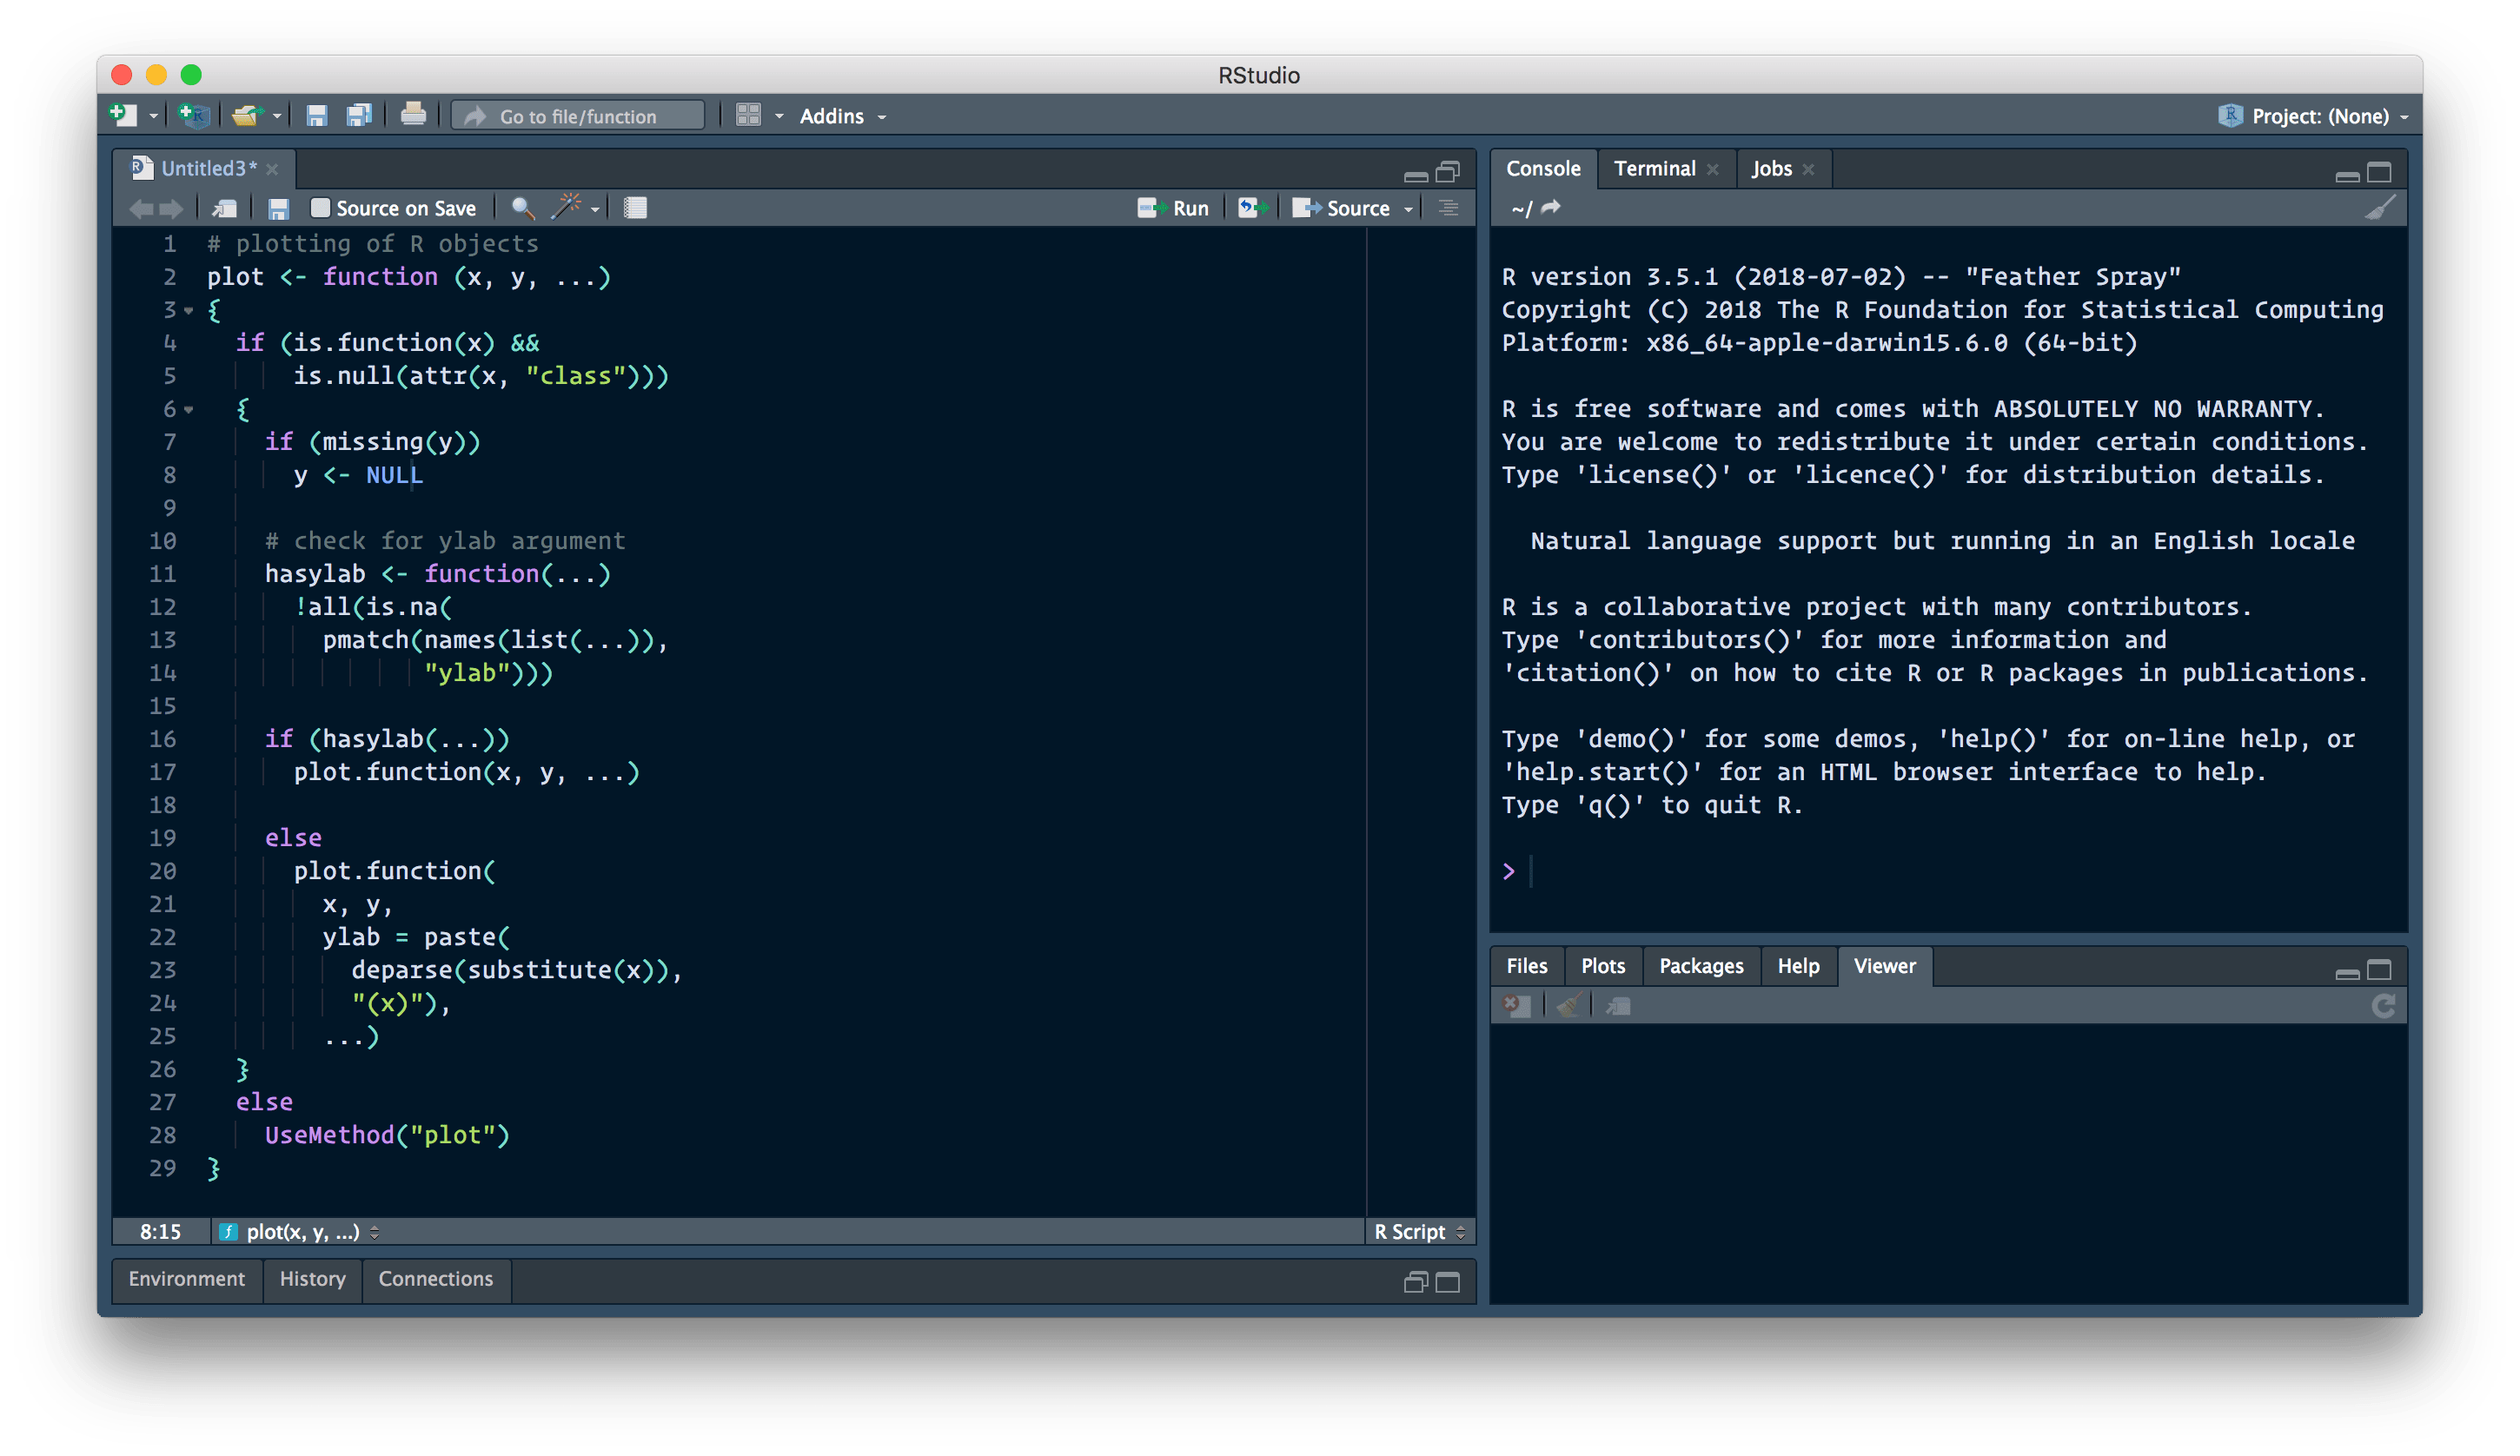 RStudio
Go to file/function
Addins
Project: (None)
Untitled3*
Source on Save
Run
Source
1 # plotting of R objects
2 plot <- function (x, y, ...)
3 {
4   if (is.function(x) &&
5       is.null(attr(x, "class")))
6   {
7     if (missing(y))
8       y <- NULL
9
10     # check for ylab argument
11     hasylab <- function(...)
12       !all(is.na(
13         pmatch(names(list(...)),
14                "ylab")))
15
16     if (hasylab(...))
17       plot.function(x, y, ...)
18
19     else
20       plot.function(
21         x, y,
22         ylab = paste(
23           deparse(substitute(x)),
24           "(x)"),
25         ...)
26   }
27   else
28     UseMethod("plot")
29 }
8:15 plot(x, y, ...) R Script
Environment History Connections
Console Terminal Jobs
~/
R version 3.5.1 (2018-07-02) -- "Feather Spray"
Copyright (C) 2018 The R Foundation for Statistical Computing
Platform: x86_64-apple-darwin15.6.0 (64-bit)

R is free software and comes with ABSOLUTELY NO WARRANTY.
You are welcome to redistribute it under certain conditions.
Type 'license()' or 'licence()' for distribution details.

  Natural language support but running in an English locale

R is a collaborative project with many contributors.
Type 'contributors()' for more information and
'citation()' on how to cite R or R packages in publications.

Type 'demo()' for some demos, 'help()' for on-line help, or
'help.start()' for an HTML browser interface to help.
Type 'q()' to quit R.

>
Files Plots Packages Help Viewer